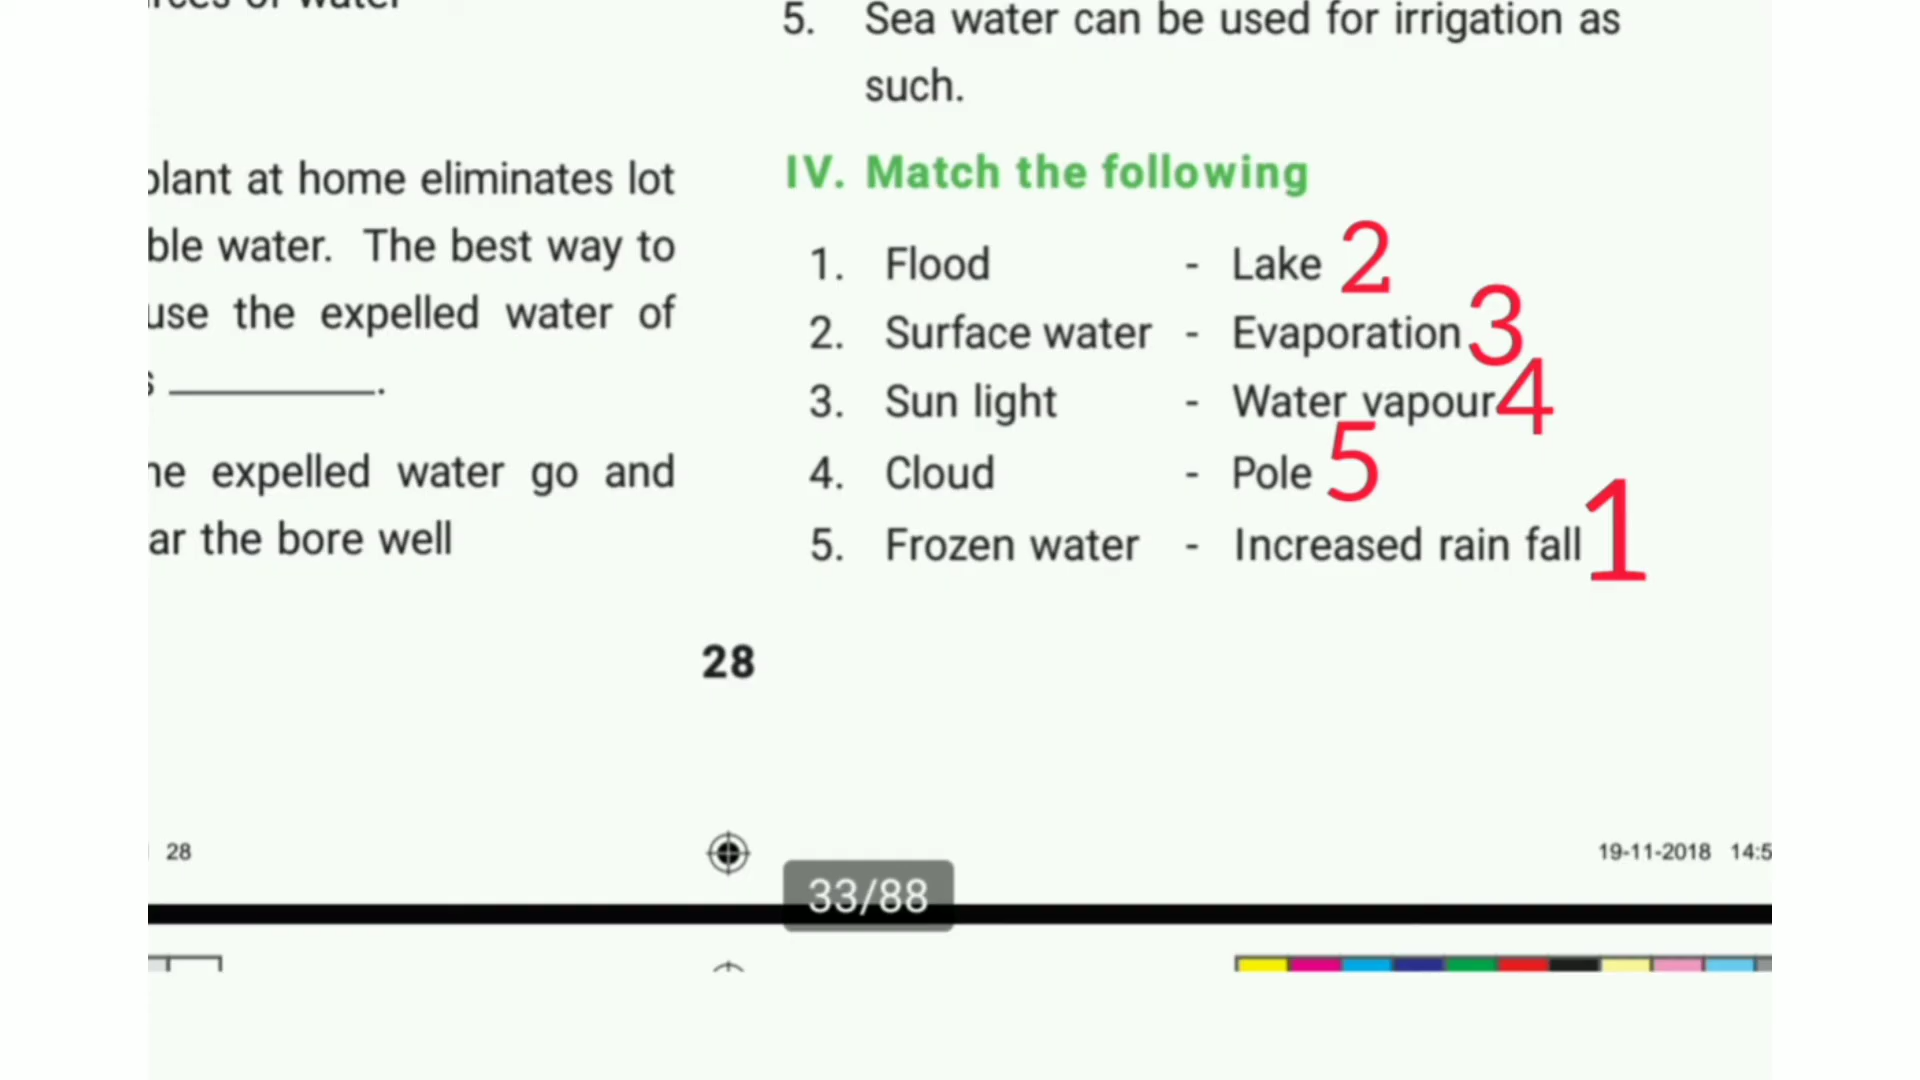 of water
plant at home eliminates lot
ble water. The best way to
use the expelled water of
s __________.
he expelled water go and
ar the bore well
5. Sea water can be used for irrigation as
such.
IV. Match the following
1. Flood - Lake 2
2. Surface water - Evaporation 3
3. Sun light - Water vapour 4
4. Cloud - Pole 5
5. Frozen water - Increased rain fall 1
28
28
19-11-2018 14:5
33/88